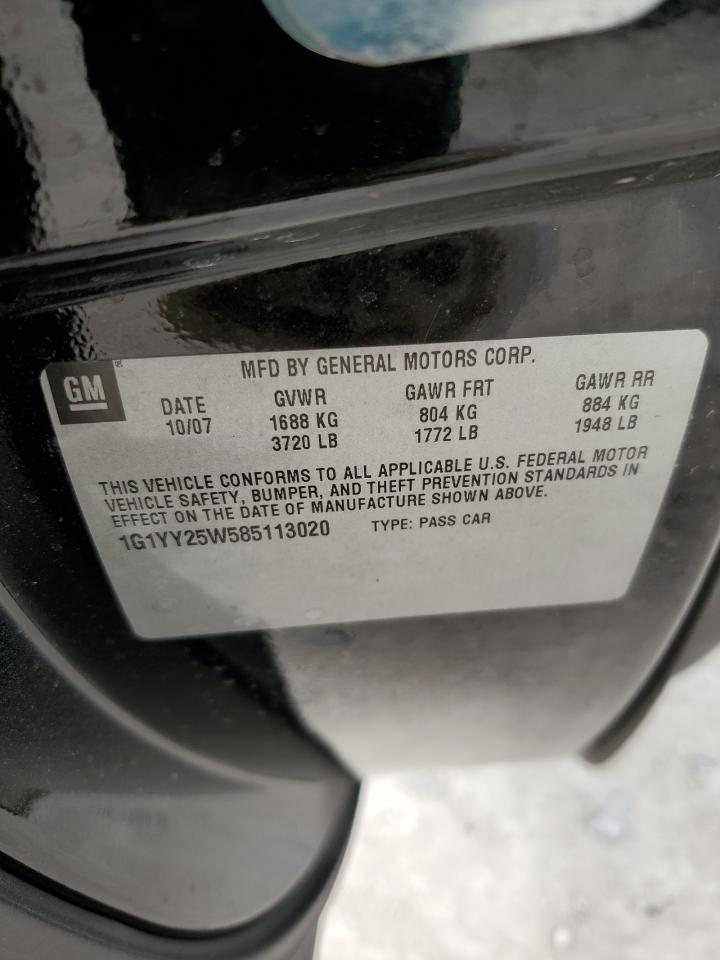 GM
MFD BY GENERAL MOTORS CORP.
DATE GVWR GAWR FRT GAWR RR
10/07 1688 KG 804 KG 884 KG
3720 LB 1772 LB 1948 LB
THIS VEHICLE CONFORMS TO ALL APPLICABLE U.S. FEDERAL MOTOR
VEHICLE SAFETY, BUMPER, AND THEFT PREVENTION STANDARDS IN
EFFECT ON THE DATE OF MANUFACTURE SHOWN ABOVE.
1G1YY25W585113020 TYPE: PASS CAR